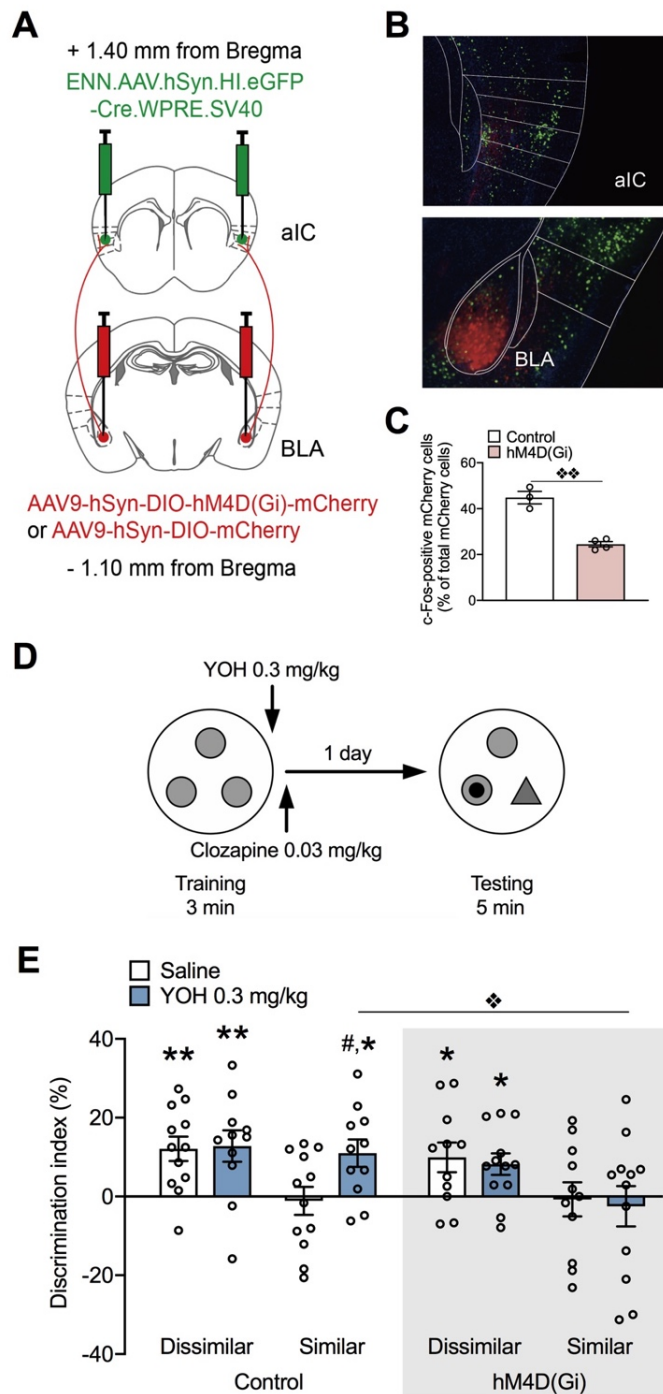 A
+ 1.40 mm from Bregma
ENN.AAV.hSyn.HI.eGFP
-Cre.WPRE.SV40
aIC
BLA
AAV9-hSyn-DIO-hM4D(Gi)-mCherry
or AAV9-hSyn-DIO-mCherry
- 1.10 mm from Bregma
B
aIC
BLA
C
Control
hM4D(Gi)
❖❖
c-Fos-positive mCherry cells
(% of total mCherry cells)
60
40
20
0
D
YOH 0.3 mg/kg
1 day
Clozapine 0.03 mg/kg
Training
3 min
Testing
5 min
E
Saline
YOH 0.3 mg/kg
❖
** ** #,* * *
Discrimination index (%)
40
20
0
-20
-40
Dissimilar Similar Dissimilar Similar
Control hM4D(Gi)